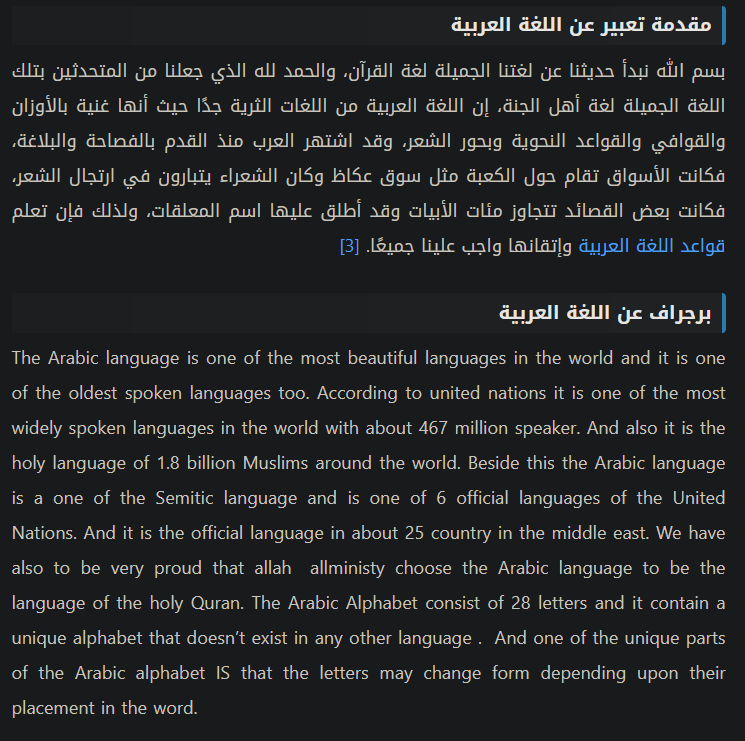 مقدمة تعبير عن اللغة العربية
بسم الله نبدأ حديثنا عن لغتنا الجميلة لغة القرآن، والحمد لله الذي جعلنا من المتحدثين بتلك
اللغة الجميلة لغة أهل الجنة، إن اللغة العربية من اللغات الثرية جدًا حيث أنها غنية بالأوزان
والقوافي والقواعد النحوية وبحور الشعر، وقد اشتهر العرب منذ القدم بالفصاحة والبلاغة،
فكانت الأسواق تقام حول الكعبة مثل سوق عكاظ وكان الشعراء يتبارون في ارتجال الشعر،
فكانت بعض القصائد تتجاوز مئات الأبيات وقد أطلق عليها اسم المعلقات، ولذلك فإن تعلم
قواعد اللغة العربية وإتقانها واجب علينا جميعًا. [3]
برجراف عن اللغة العربية
The Arabic language is one of the most beautiful languages in the world and it is one
of the oldest spoken languages too. According to united nations it is one of the most
widely spoken languages in the world with about 467 million speaker. And also it is the
holy language of 1.8 billion Muslims around the world. Beside this the Arabic language
is a one of the Semitic language and is one of 6 official languages of the United
Nations. And it is the official language in about 25 country in the middle east. We have
also to be very proud that allah  allministy choose the Arabic language to be the
language of the holy Quran. The Arabic Alphabet consist of 28 letters and it contain a
unique alphabet that doesn’t exist in any other language .  And one of the unique parts
of the Arabic alphabet IS that the letters may change form depending upon their
placement in the word.